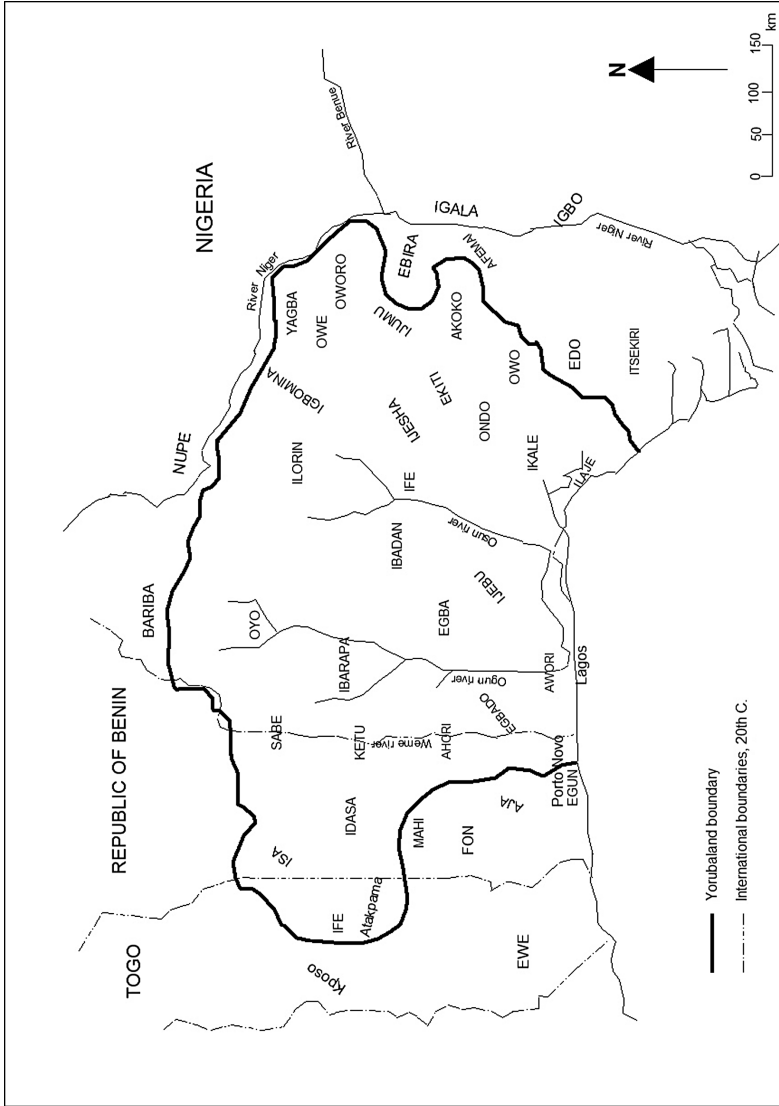 TOGO
REPUBLIC OF BENIN
NIGERIA
BARIBA
NUPE
River Niger
River Benue
Kposo
ISA
SABE
OYO
ILORIN
IGBOMINA
YAGBA
OWE
OWORO
IFE
Atakpama
IDASA
KETU
IBARAPA
IBADAN
IFE
IJESHA
IJUMU
EBIRA
IGALA
MAHI
FON
AHORI
Weme river
EGBA
EKITI
AKOKO
AFEMAI
IGBO
River Niger
EWE
AJA
EGBADO
Ogun river
IJEBU
Osun river
ONDO
OWO
IKALE
EDO
ITSEKIRI
ILAJE
Porto Novo
EGUN
AWORI
Lagos
N
0
50
100
150
km
Yorubaland boundary
International boundaries, 20th C.